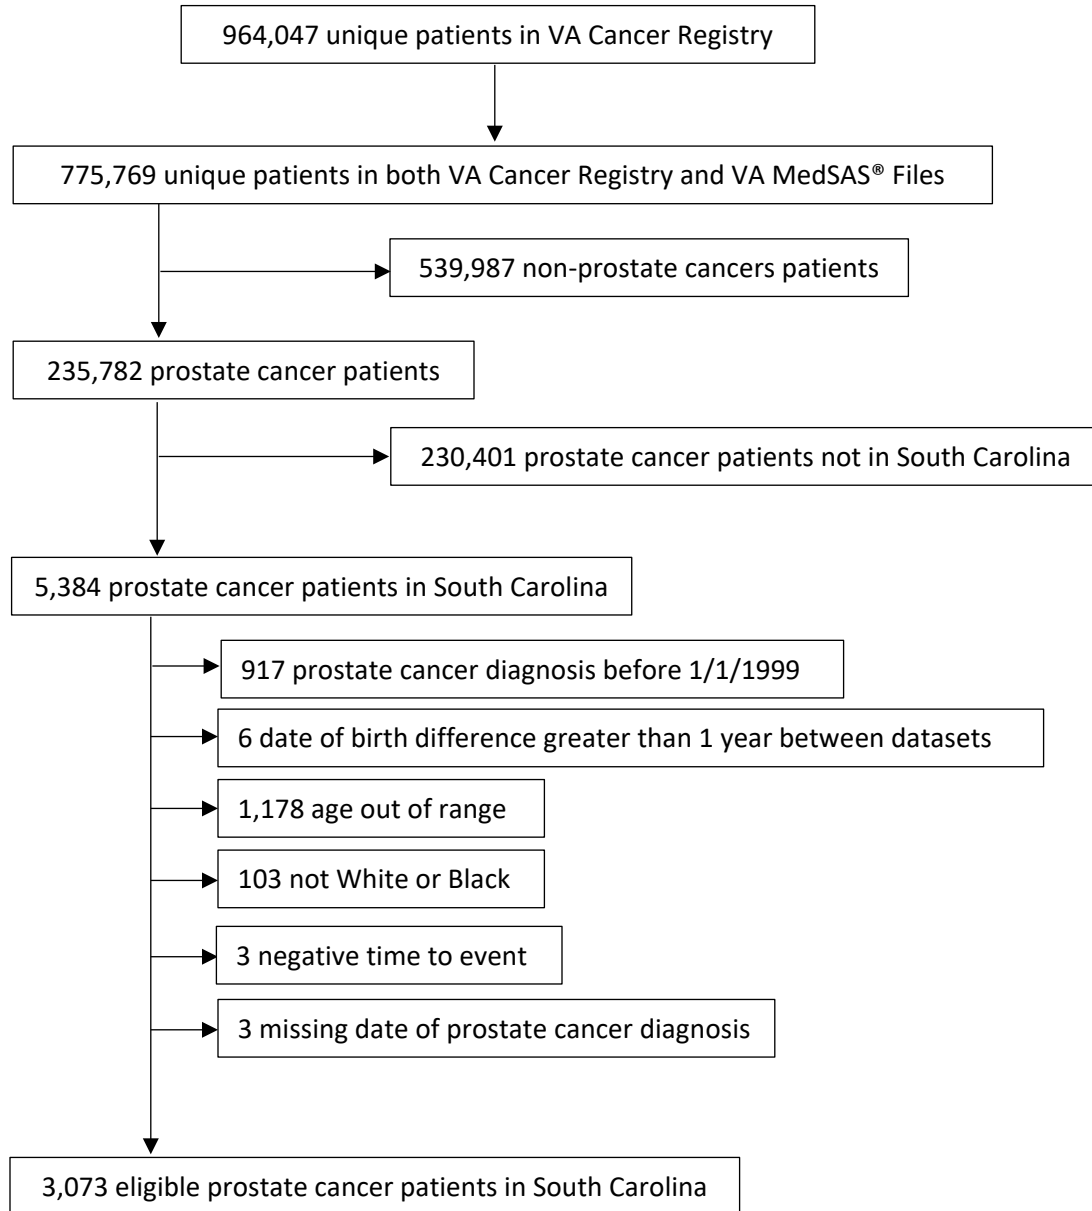 964,047 unique patients in VA Cancer Registry
775,769 unique patients in both VA Cancer Registry and VA MedSAS® Files
539,987 non-prostate cancers patients
235,782 prostate cancer patients
230,401 prostate cancer patients not in South Carolina
5,384 prostate cancer patients in South Carolina
917 prostate cancer diagnosis before 1/1/1999
6 date of birth difference greater than 1 year between datasets
1,178 age out of range
103 not White or Black
3 negative time to event
3 missing date of prostate cancer diagnosis
3,073 eligible prostate cancer patients in South Carolina